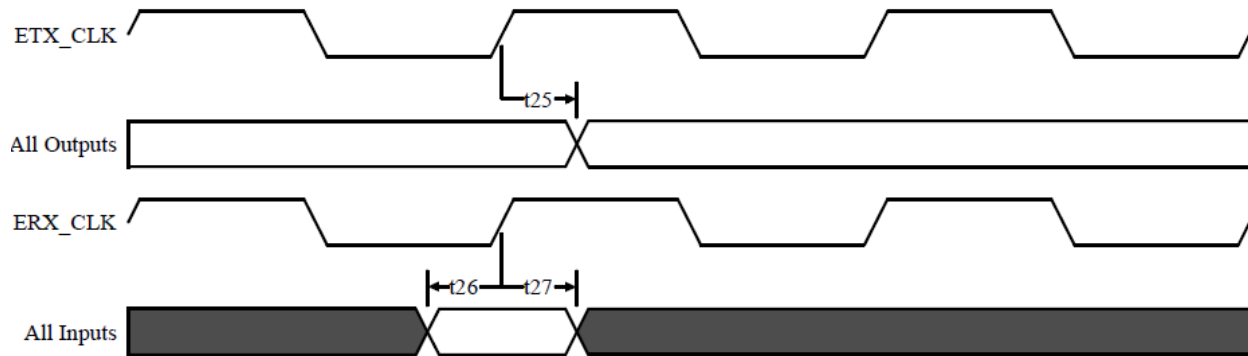 ETX_CLK
t25
All Outputs
ERX_CLK
t26 t27
All Inputs